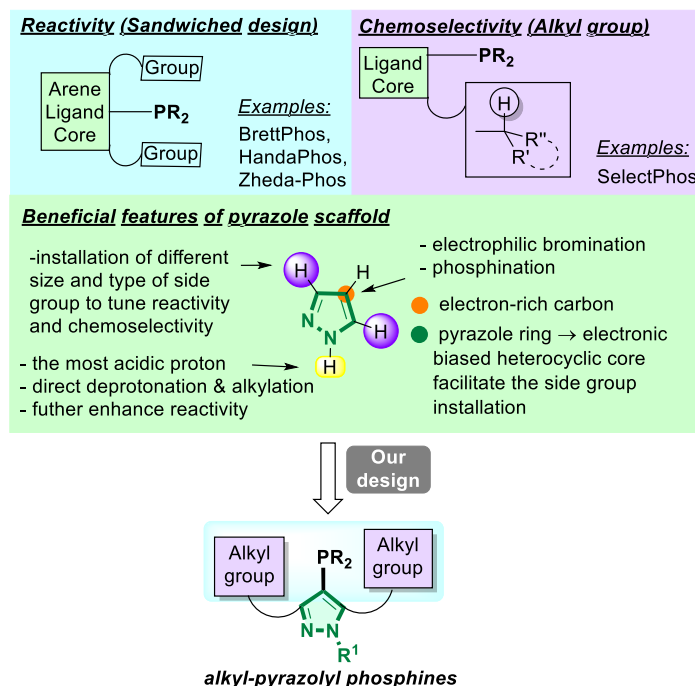 Reactivity (Sandwiched design)
Group
Arene
Ligand
Core
PR2
Group
Examples:
BrettPhos,
HandaPhos,
Zheda-Phos
Chemoselectivity (Alkyl group)
Ligand
Core
PR2
H
R"
R'
Examples:
SelectPhos
Beneficial features of pyrazole scaffold
-installation of different
size and type of side
group to tune reactivity
and chemoselectivity
- the most acidic proton
- direct deprotonation & alkylation
- futher enhance reactivity
H
H
N
N
H
H
- electrophilic bromination
- phosphination
electron-rich carbon
pyrazole ring → electronic
biased heterocyclic core
facilitate the side group
installation
Our
design
Alkyl
group
PR2
Alkyl
group
N
N
R1
alkyl-pyrazolyl phosphines